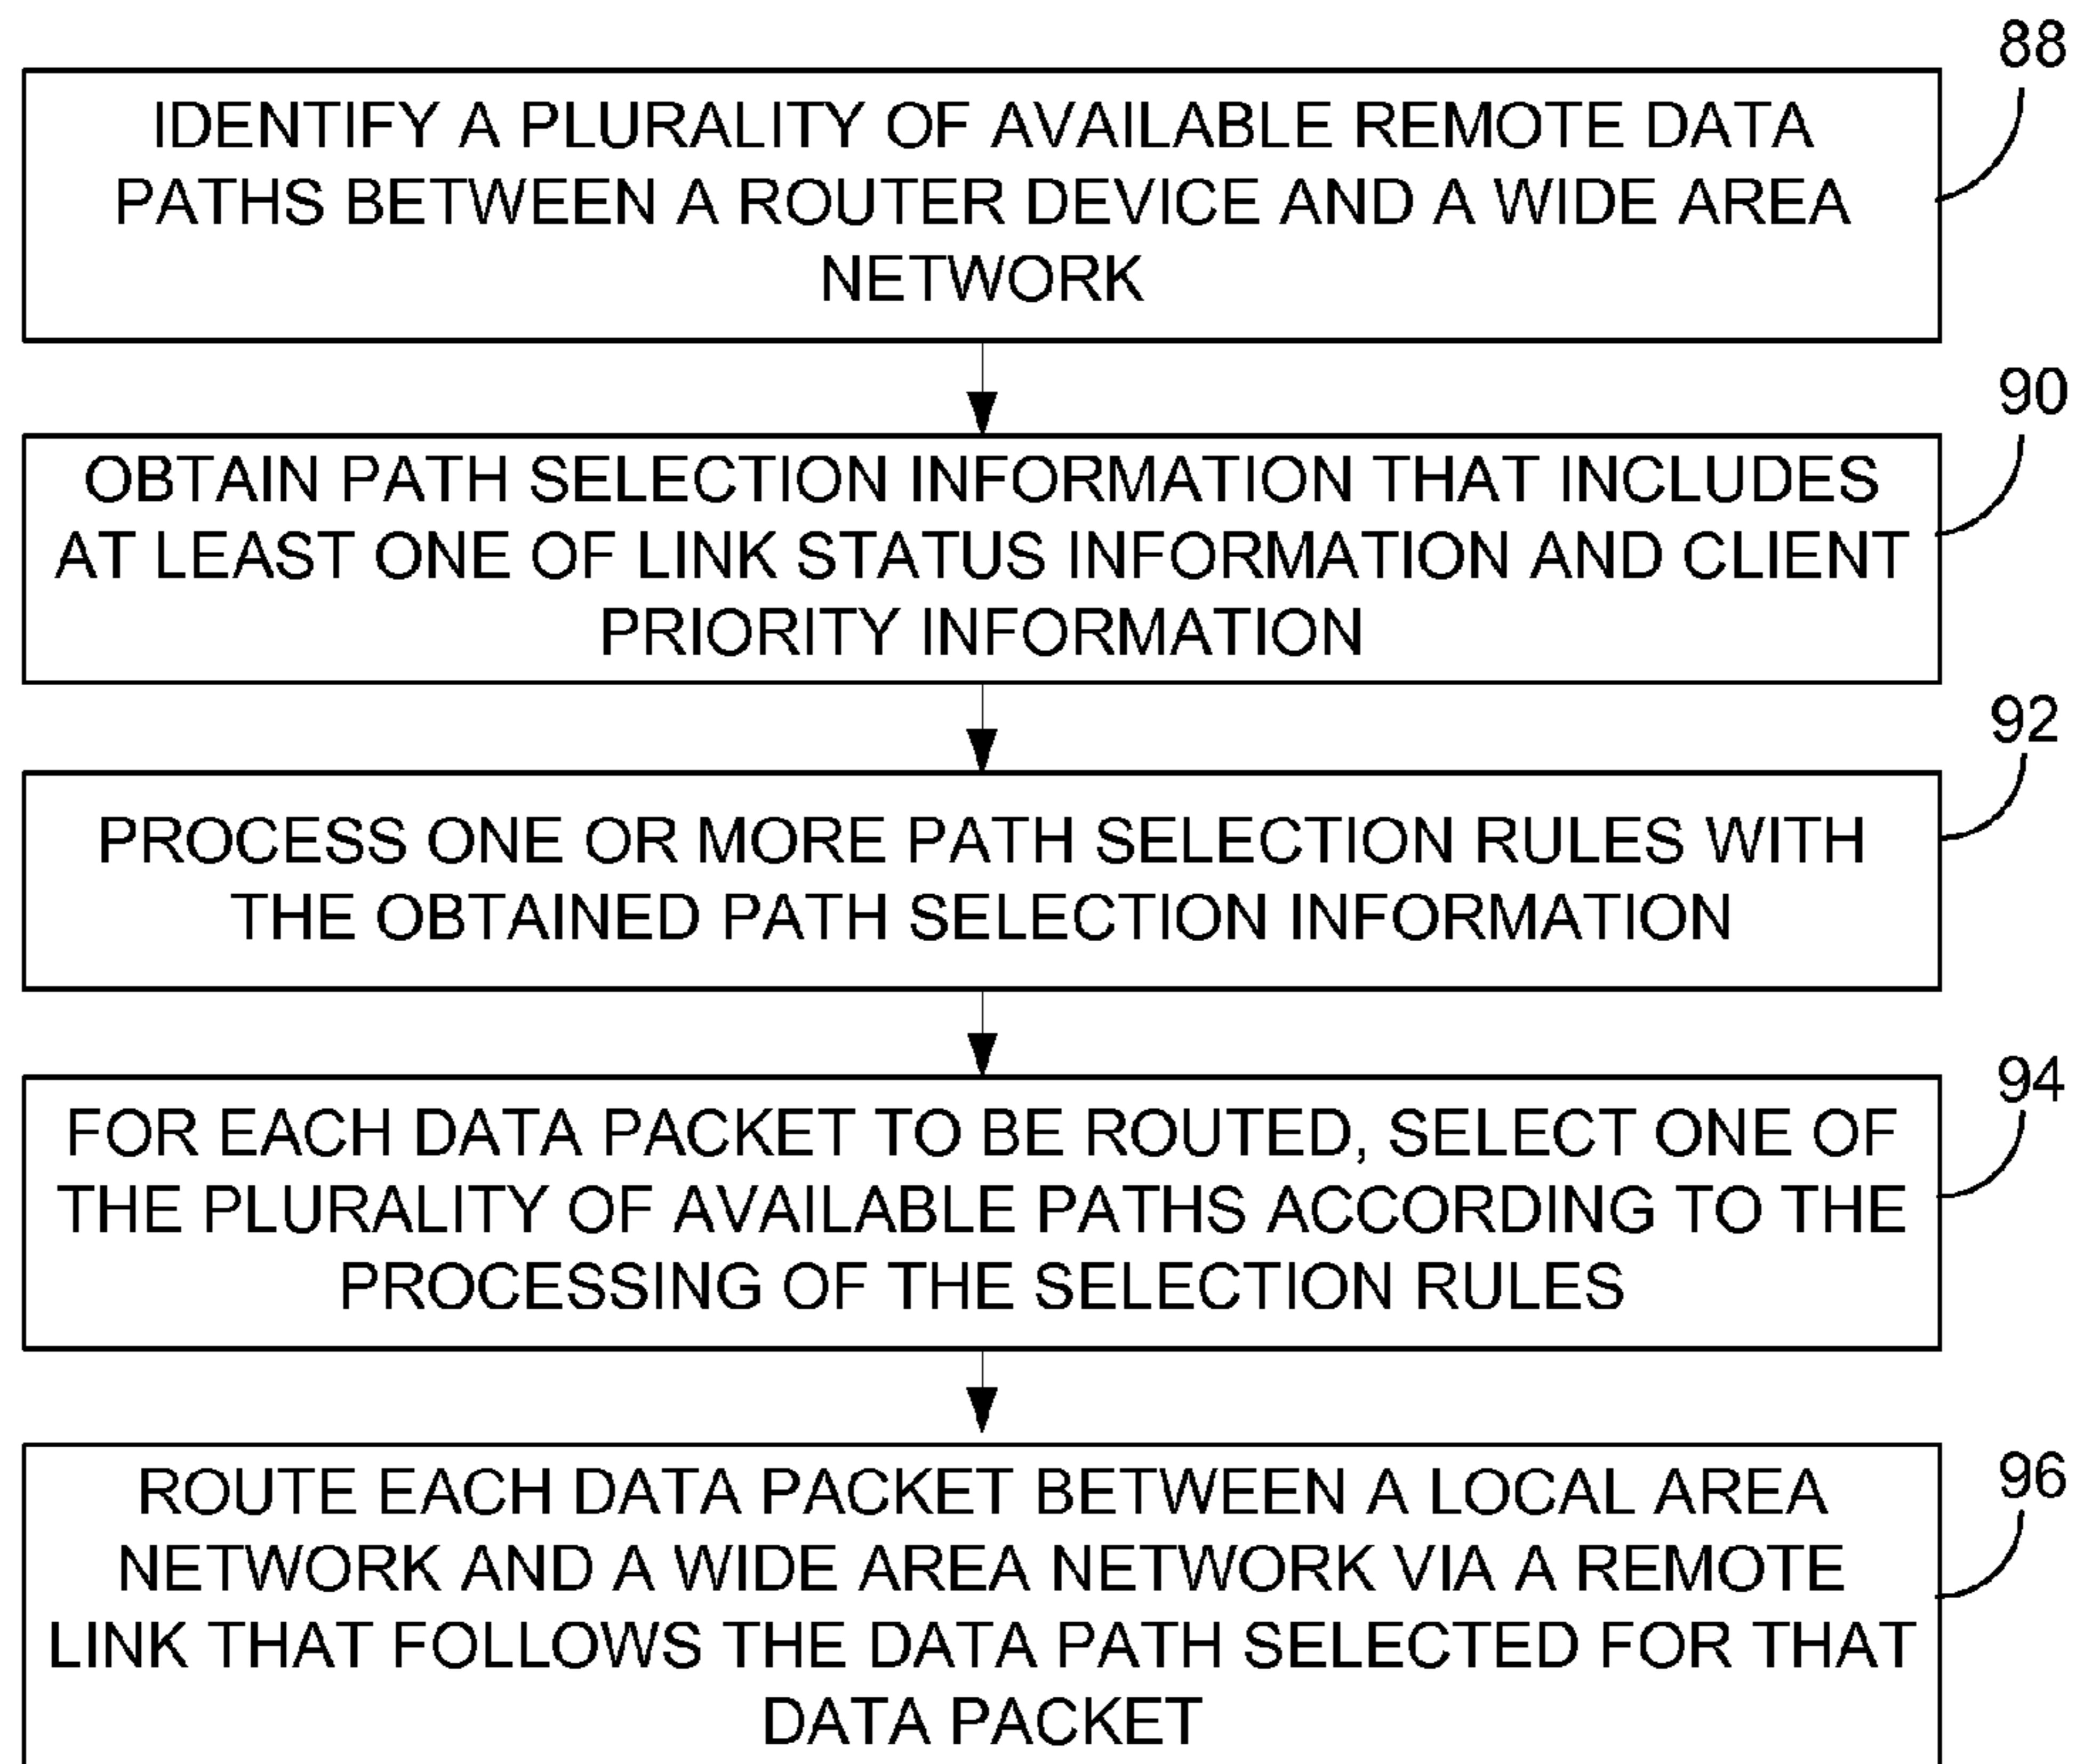 88
IDENTIFY A PLURALITY OF AVAILABLE REMOTE DATA
PATHS BETWEEN A ROUTER DEVICE AND A WIDE AREA
NETWORK
90
OBTAIN PATH SELECTION INFORMATION THAT INCLUDES
AT LEAST ONE OF LINK STATUS INFORMATION AND CLIENT
PRIORITY INFORMATION
92
PROCESS ONE OR MORE PATH SELECTION RULES WITH
THE OBTAINED PATH SELECTION INFORMATION
94
FOR EACH DATA PACKET TO BE ROUTED, SELECT ONE OF
THE PLURALITY OF AVAILABLE PATHS ACCORDING TO THE
PROCESSING OF THE SELECTION RULES
96
ROUTE EACH DATA PACKET BETWEEN A LOCAL AREA
NETWORK AND A WIDE AREA NETWORK VIA A REMOTE
LINK THAT FOLLOWS THE DATA PATH SELECTED FOR THAT
DATA PACKET